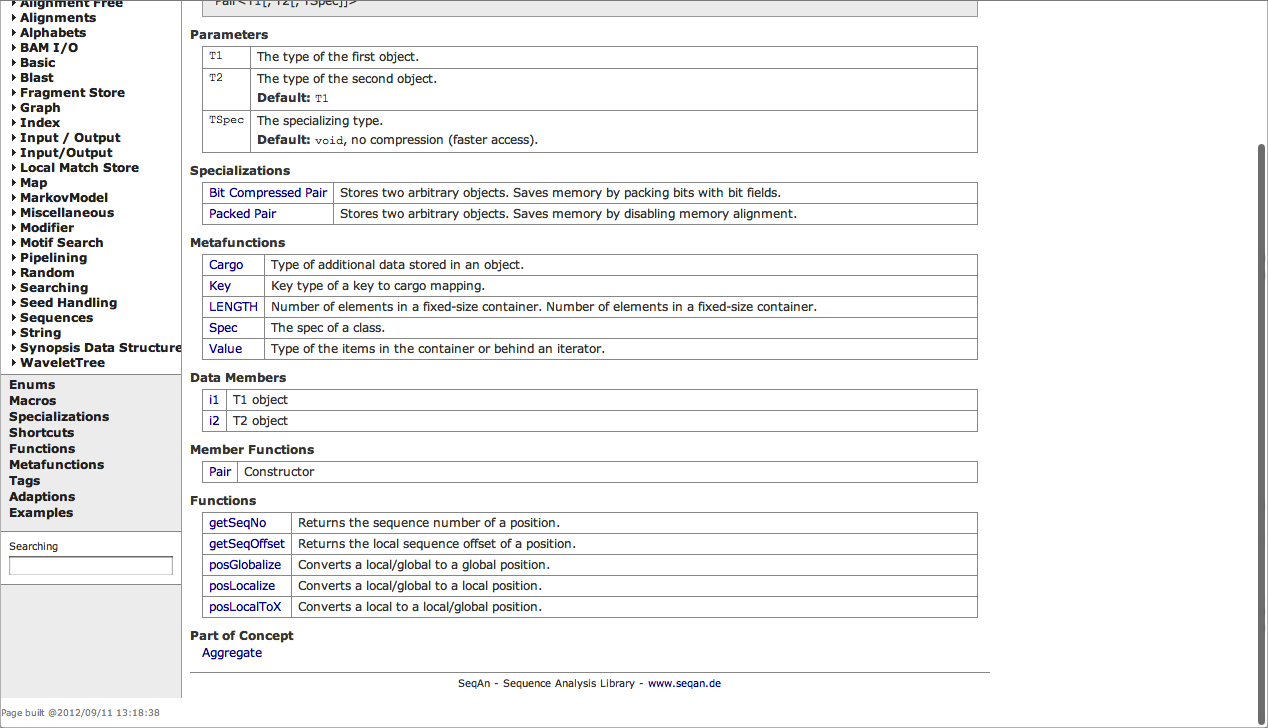 Alignment Free
Alignments
Alphabets
BAM I/O
Basic
Blast
Fragment Store
Graph
Index
Input / Output
Input/Output
Local Match Store
Map
MarkovModel
Miscellaneous
Modifier
Motif Search
Pipelining
Random
Searching
Seed Handling
Sequences
String
Synopsis Data Structure
WaveletTree
Enums
Macros
Specializations
Shortcuts
Functions
Metafunctions
Tags
Adaptions
Examples
Searching
Page built @2012/09/11 13:18:38
Pair<T1[, T2[, TSpec]]>
Parameters
T1 The type of the first object.
T2 The type of the second object.
Default: T1
TSpec The specializing type.
Default: void, no compression (faster access).
Specializations
Bit Compressed Pair Stores two arbitrary objects. Saves memory by packing bits with bit fields.
Packed Pair Stores two arbitrary objects. Saves memory by disabling memory alignment.
Metafunctions
Cargo Type of additional data stored in an object.
Key Key type of a key to cargo mapping.
LENGTH Number of elements in a fixed-size container. Number of elements in a fixed-size container.
Spec The spec of a class.
Value Type of the items in the container or behind an iterator.
Data Members
i1 T1 object
i2 T2 object
Member Functions
Pair Constructor
Functions
getSeqNo Returns the sequence number of a position.
getSeqOffset Returns the local sequence offset of a position.
posGlobalize Converts a local/global to a global position.
posLocalize Converts a local/global to a local position.
posLocalToX Converts a local to a local/global position.
Part of Concept
Aggregate
SeqAn - Sequence Analysis Library - www.seqan.de